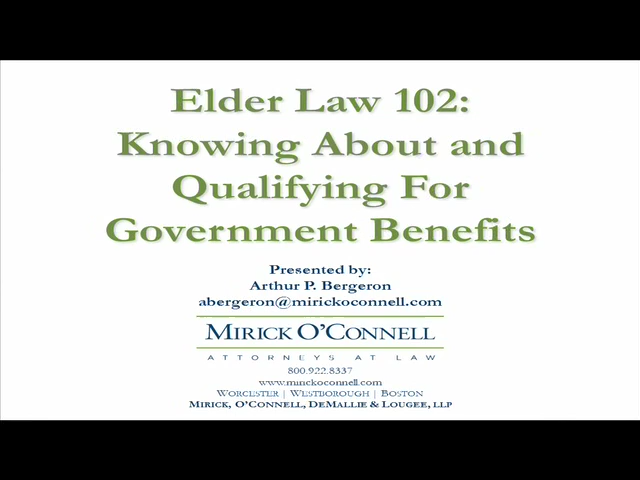 Elder Law 102:
Knowing About and
Qualifying For
Government Benefits
Presented by:
Arthur P. Bergeron
abergeron@mirickoconnell.com
MIRICK O'CONNELL
ATTORNEYS AT LAW
800.922.8337
www.mirickoconnell.com
WORCESTER | WESTBOROUGH | BOSTON
MIRICK, O'CONNELL, DEMALLIE & LOUGEE, LLP